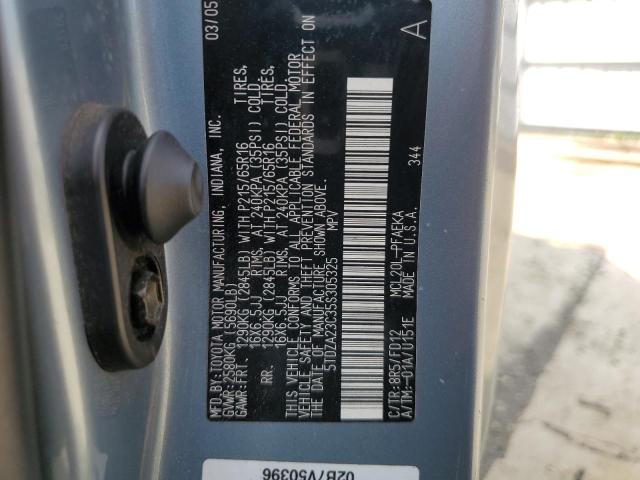 MFD.BY:TOYOTA MOTOR MANUFACTURING, INDIANA, INC. 03/05
GVWR:2580KG (5690LB)
GAWR:FRT. 1290KG (2845LB) WITH P215/65R16 TIRES,
16X6.5JJ RIMS, AT 240KPA (35PSI) COLD
RR. 1290KG (2845LB) WITH P215/65R16 TIRES,
16X6.5JJ RIMS, AT 240KPA (35PSI) COLD
THIS VEHICLE CONFORMS TO ALL APPLICABLE FEDERAL MOTOR
VEHICLE SAFETY AND THEFT PREVENTION STANDARDS IN EFFECT ON
THE DATE OF MANUFACTURE SHOWN ABOVE.
5TDZA23C35S305325 MPV
A
344
C/TR:8R5/FD12 MCL20L-PFAEKA
A/TM:-01A/U151E MADE IN U.S.A.
02B7V50396